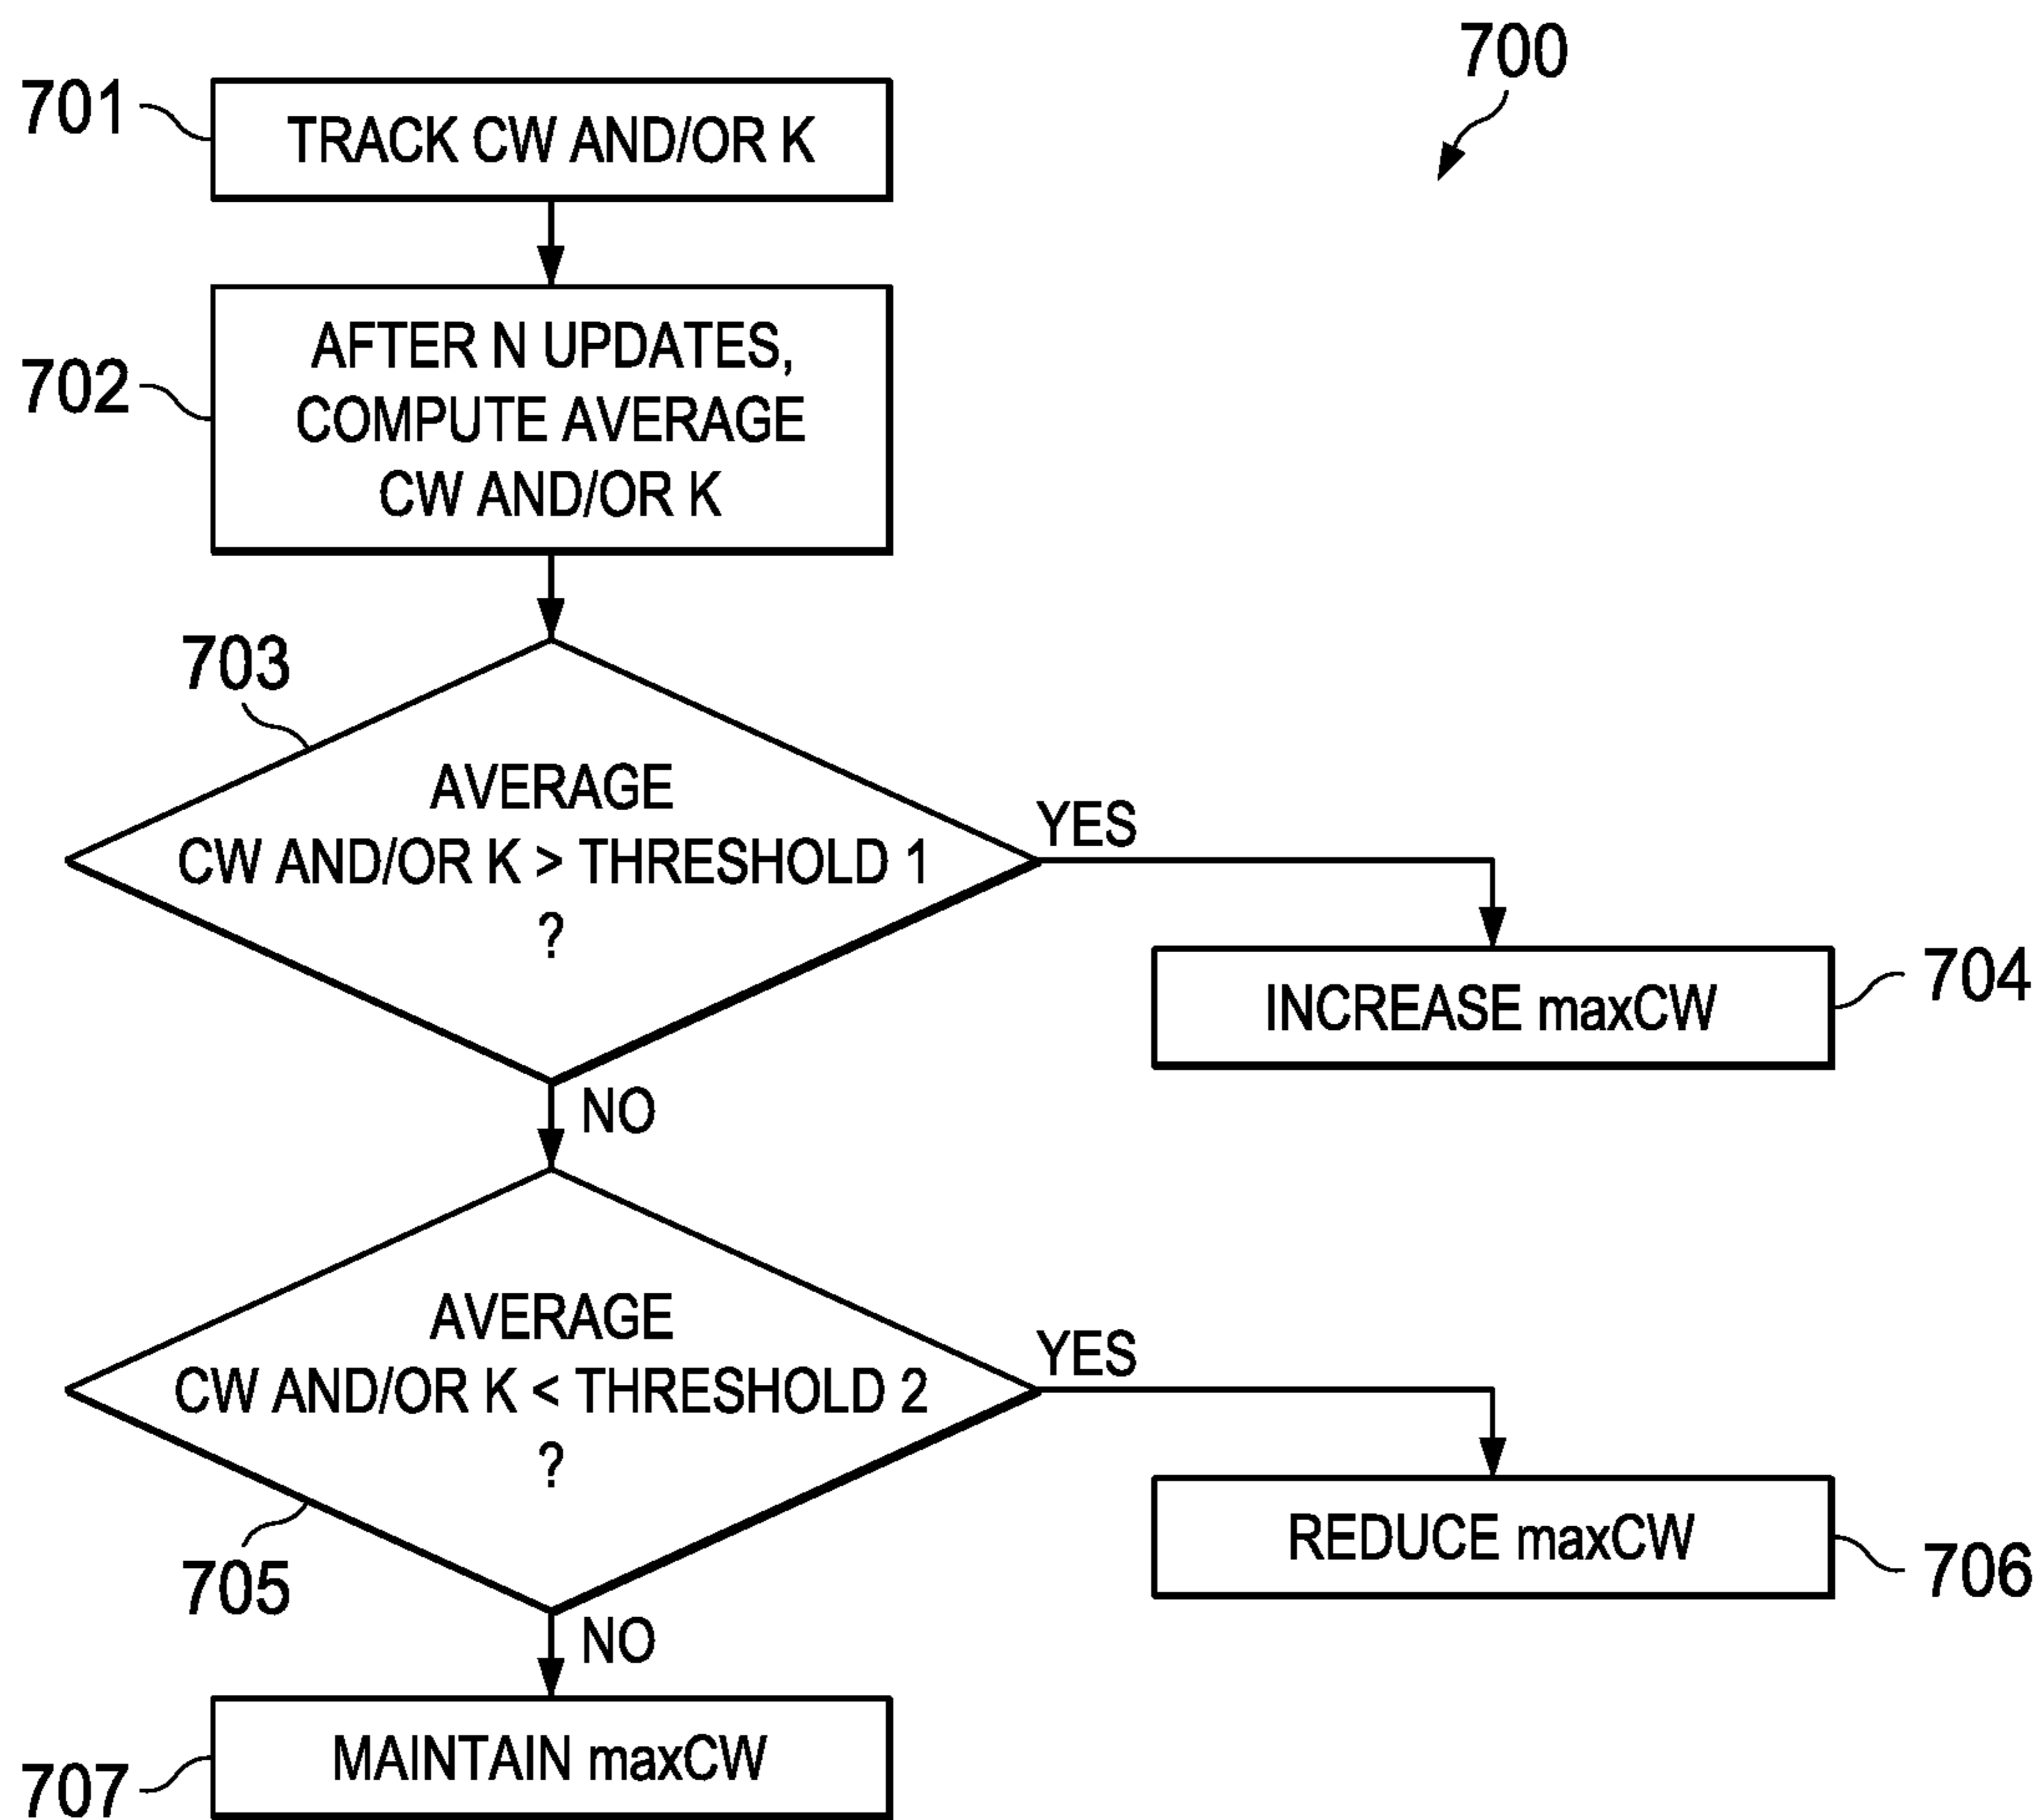 700
701
TRACK CW AND/OR K
702
AFTER N UPDATES,
COMPUTE AVERAGE
CW AND/OR K
703
AVERAGE
CW AND/OR K > THRESHOLD 1
?
YES
INCREASE maxCW
704
NO
AVERAGE
CW AND/OR K < THRESHOLD 2
?
705
YES
REDUCE maxCW
706
NO
MAINTAIN maxCW
707